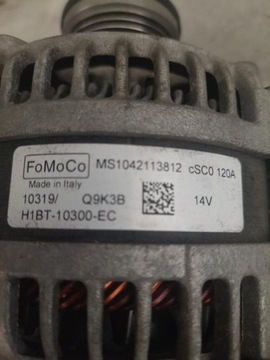 FoMoCo MS1042113812 cSC0 120A
Made in Italy
10319/ Q9K3B 14V
H1BT-10300-EC